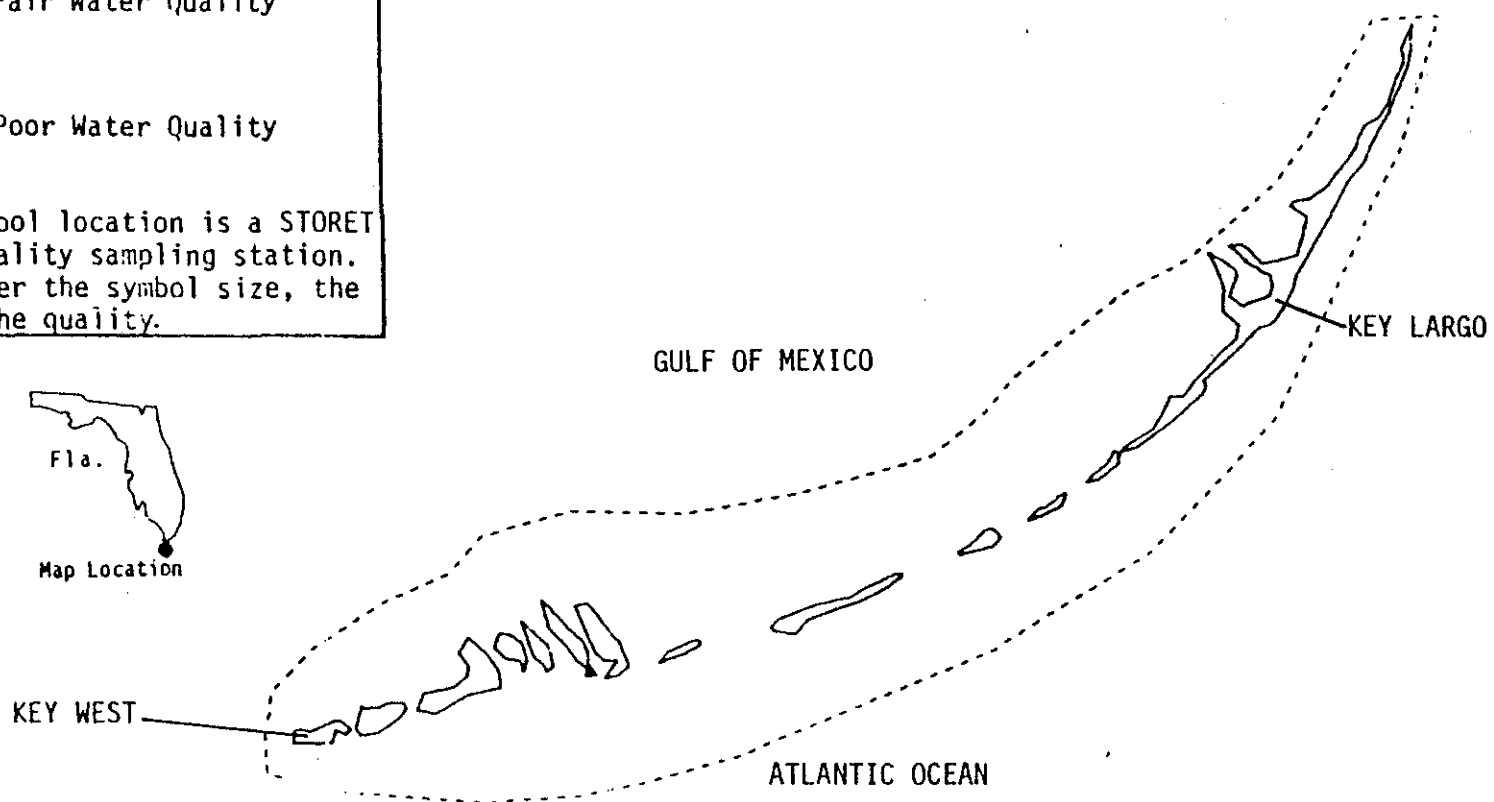 Fair Water Quality
Poor Water Quality
ool location is a STORET
ality sampling station.
er the symbol size, the
he quality.
GULF OF MEXICO
KEY LARGO
Fla.
Map Location
KEY WEST
ATLANTIC OCEAN